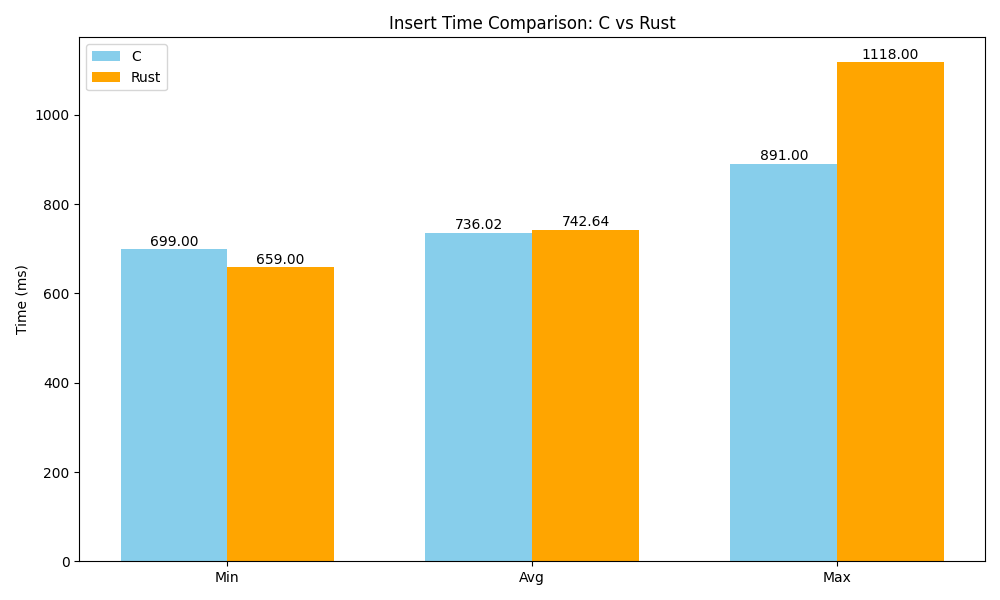 Insert Time Comparison: C vs Rust
C
Rust
Time (ms)
1000
800
600
400
200
0
699.00
659.00
736.02
742.64
891.00
1118.00
Min
Avg
Max